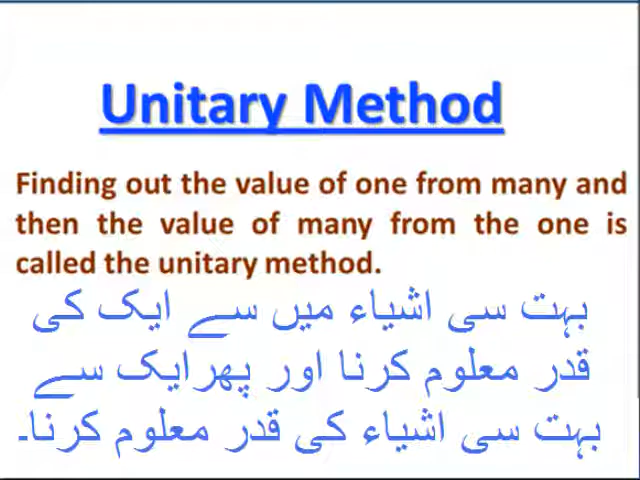 Unitary Method
Finding out the value of one from many and
then the value of many from the one is
called the unitary method.
بہت سی اشیاء میں سے ایک کی
قدر معلوم کرنا اور پھرایک سے
بہت سی اشیاء کی قدر معلوم کرنا۔